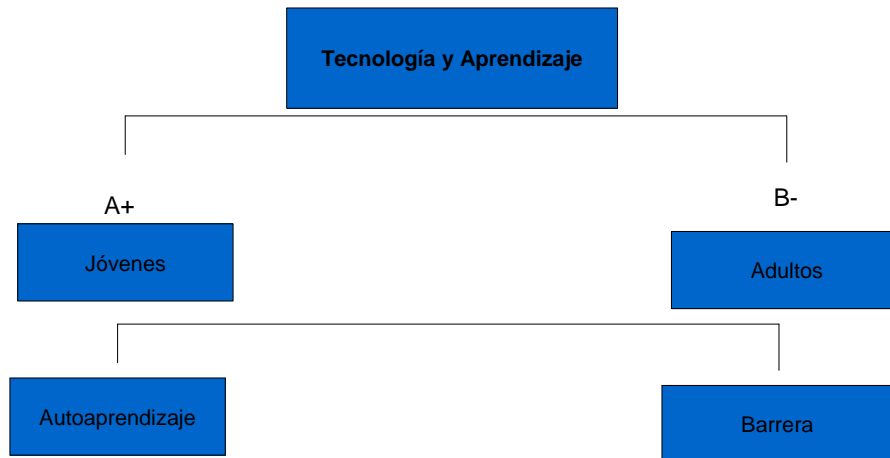 Tecnología y Aprendizaje
A+
B-
Jóvenes
Adultos
Autoaprendizaje
Barrera